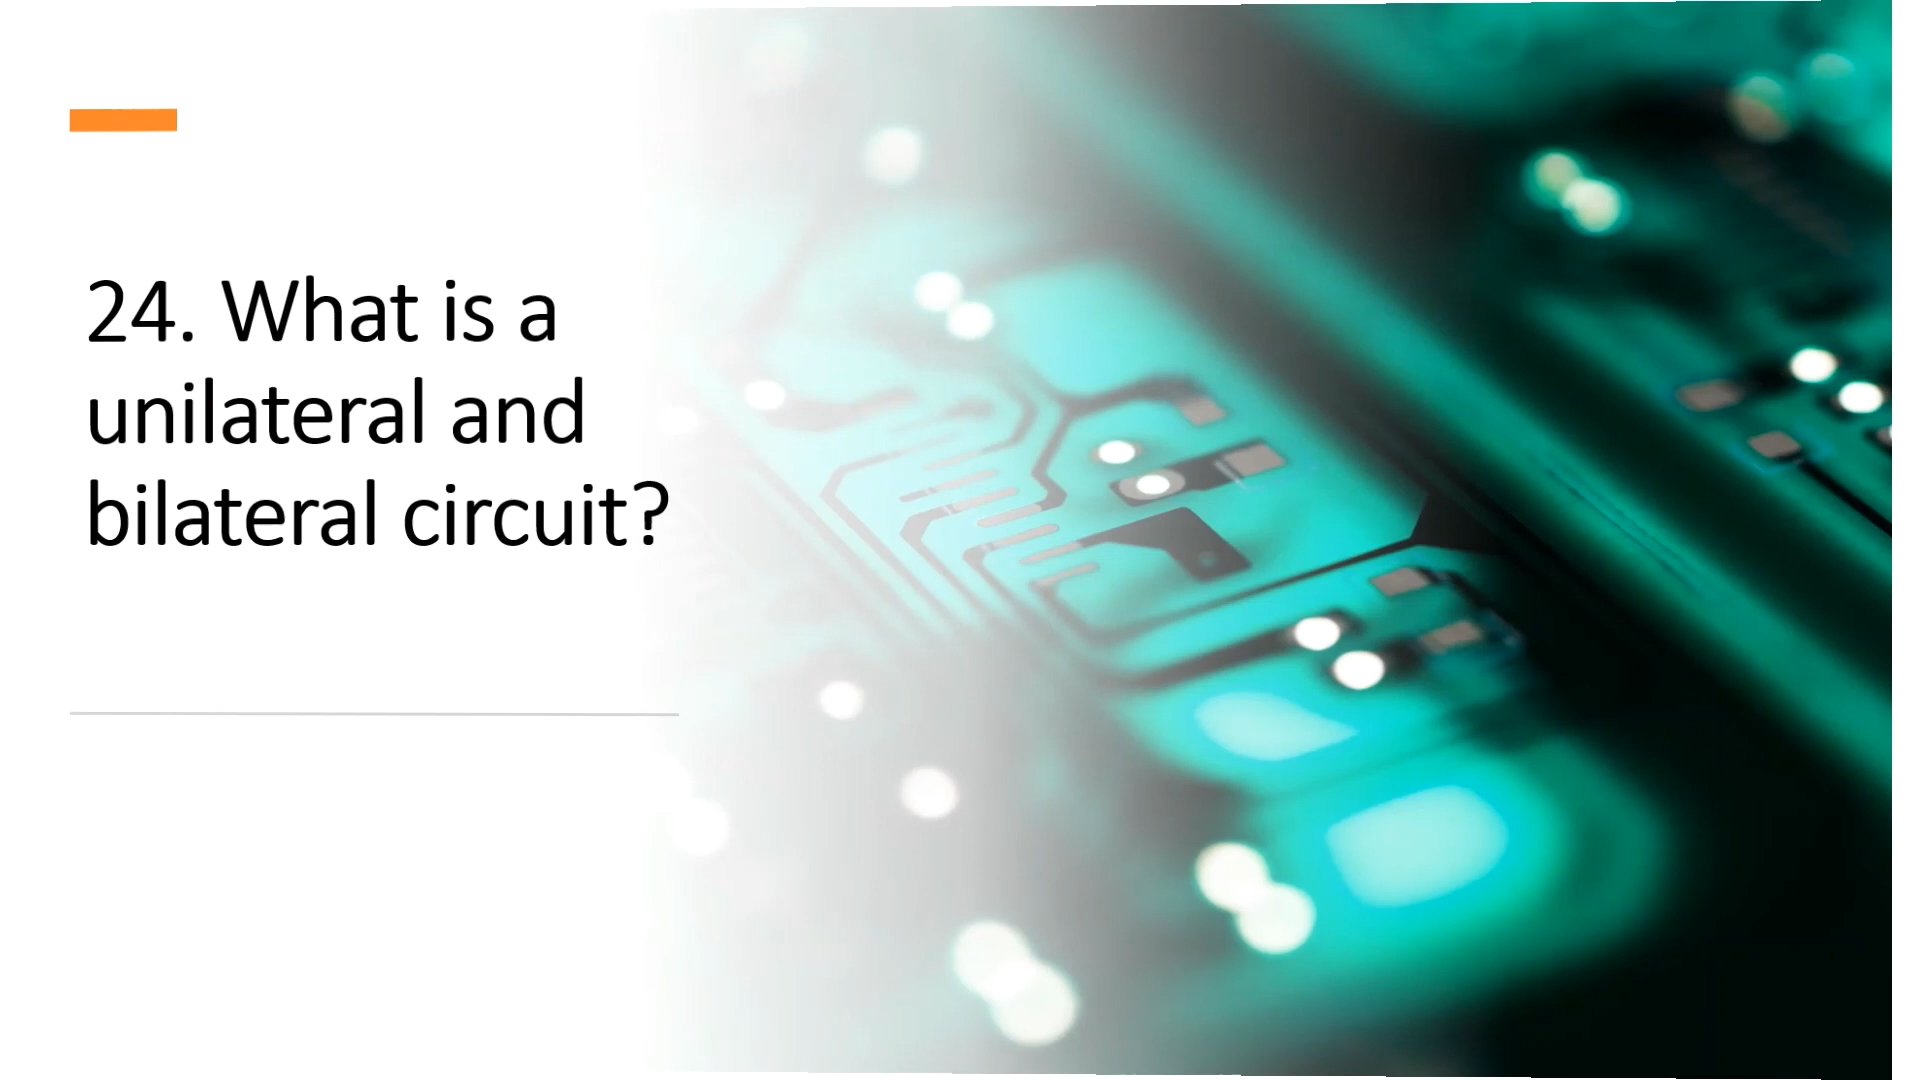 24. What is a
unilateral and
bilateral circuit?